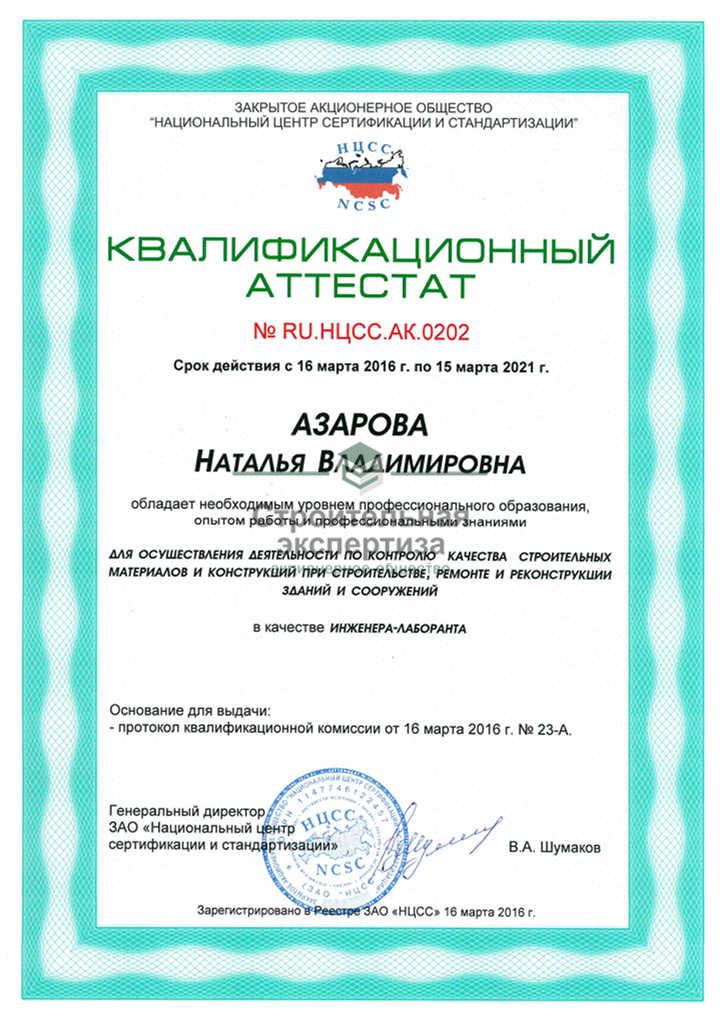 ЗАКРЫТОЕ АКЦИОНЕРНОЕ ОБЩЕСТВО
"НАЦИОНАЛЬНЫЙ ЦЕНТР СЕРТИФИКАЦИИ И СТАНДАРТИЗАЦИИ"
НЦСС
NCSC
КВАЛИФИКАЦИОННЫЙ
АТТЕСТАТ
№ RU.НЦСС.АК.0202
Срок действия с 16 марта 2016 г. по 15 марта 2021 г.
АЗАРОВА
НАТАЛЬЯ ВЛАДИМИРОВНА
обладает необходимым уровнем профессионального образования,
опытом работы и профессиональными знаниями
Строительная
экспертиза
акционерное общество
ДЛЯ ОСУЩЕСТВЛЕНИЯ ДЕЯТЕЛЬНОСТИ ПО КОНТРОЛЮ КАЧЕСТВА СТРОИТЕЛЬНЫХ
МАТЕРИАЛОВ И КОНСТРУКЦИЙ ПРИ СТРОИТЕЛЬСТВЕ, РЕМОНТЕ И РЕКОНСТРУКЦИИ
ЗДАНИЙ И СООРУЖЕНИЙ
в качестве ИНЖЕНЕРА-ЛАБОРАНТА
Основание для выдачи:
- протокол квалификационной комиссии от 16 марта 2016 г. № 23-А.
Генеральный директор
ЗАО «Национальный центр
сертификации и стандартизации»
В.А. Шумаков
НЦСС
NCSC
Зарегистрировано в Реестре ЗАО «НЦСС» 16 марта 2016 г.